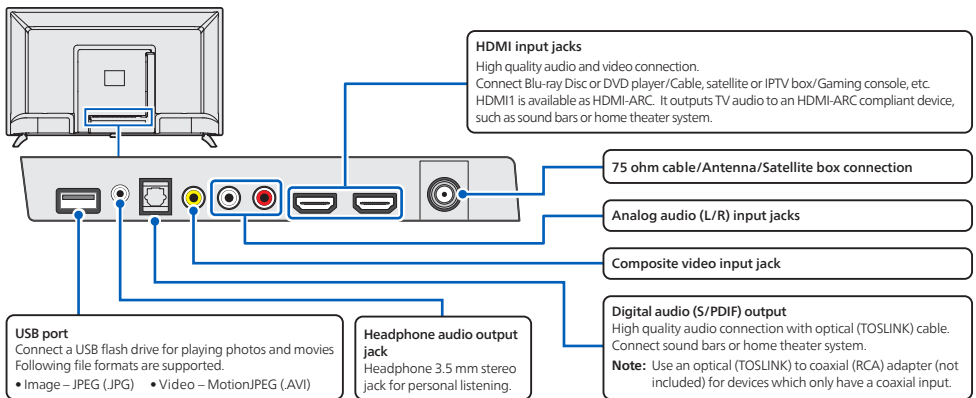 HDMI input jacks
High quality audio and video connection.
Connect Blu-ray Disc or DVD player/Cable, satellite or IPTV box/Gaming console, etc.
HDMI1 is available as HDMI-ARC. It outputs TV audio to an HDMI-ARC compliant device,
such as sound bars or home theater system.
75 ohm cable/Antenna/Satellite box connection
Analog audio (L/R) input jacks
Composite video input jack
USB port
Connect a USB flash drive for playing photos and movies
Following file formats are supported.
• Image – JPEG (.JPG) • Video – MotionJPEG (.AVI)
Headphone audio output
jack
Headphone 3.5 mm stereo
jack for personal listening.
Digital audio (S/PDIF) output
High quality audio connection with optical (TOSLINK) cable.
Connect sound bars or home theater system.
Note: Use an optical (TOSLINK) to coaxial (RCA) adapter (not
included) for devices which only have a coaxial input.